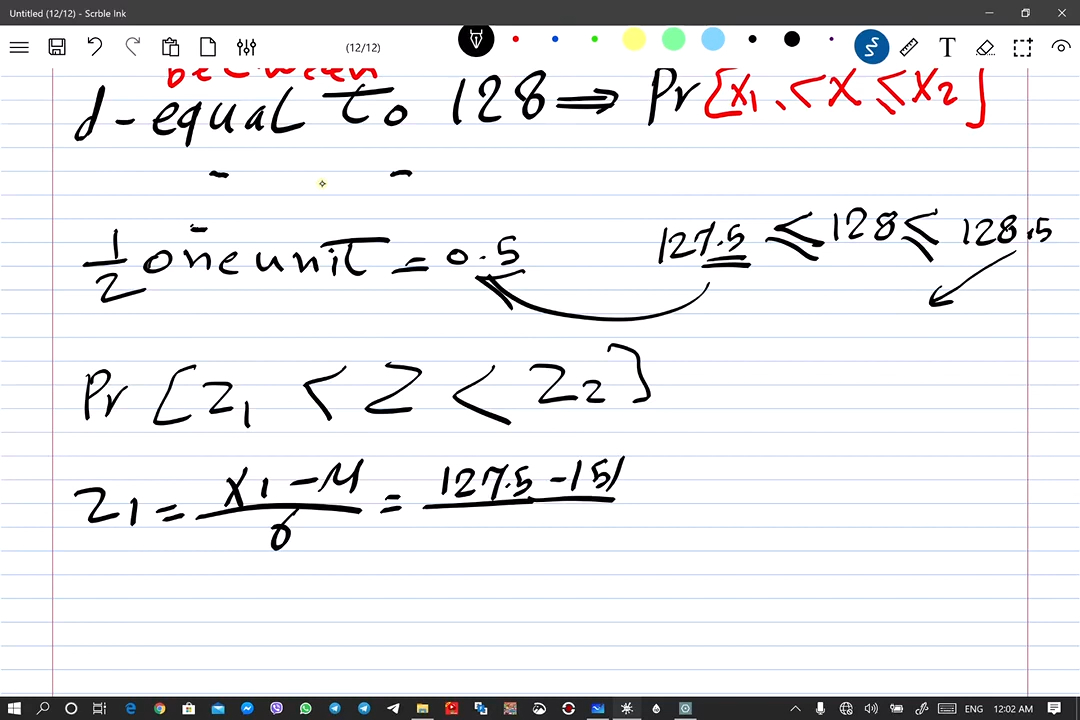 Untitled (12/12) - Scrble Ink
(12/12)
between
d-equal to 128 ⇒ Pr[x1 < X ≤ x2]
1/2 one unit = 0.5
127.5 ≤ 128 ≤ 128.5
Pr [Z1 < Z < Z2]
Z1 = (X1 - M)/σ = 127.5 - 151
ENG 12:02 AM